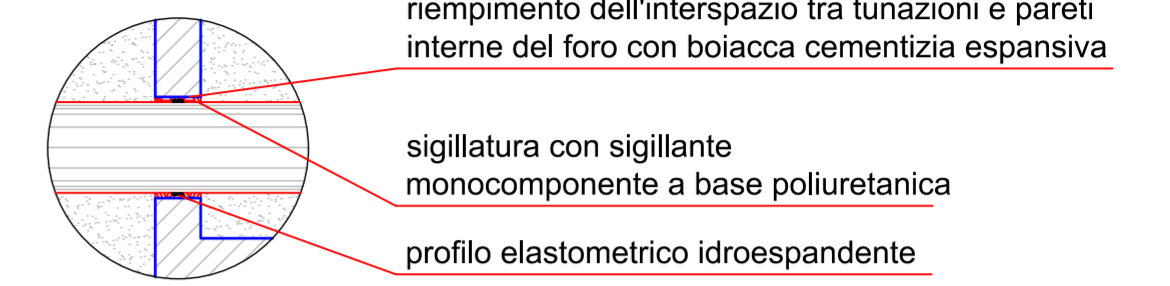 riempimento dell'interspazio tra tunazioni e pareti
interne del foro con boiacca cementizia espansiva
sigillatura con sigillante
monocomponente a base poliuretanica
profilo elastometrico idroespandente